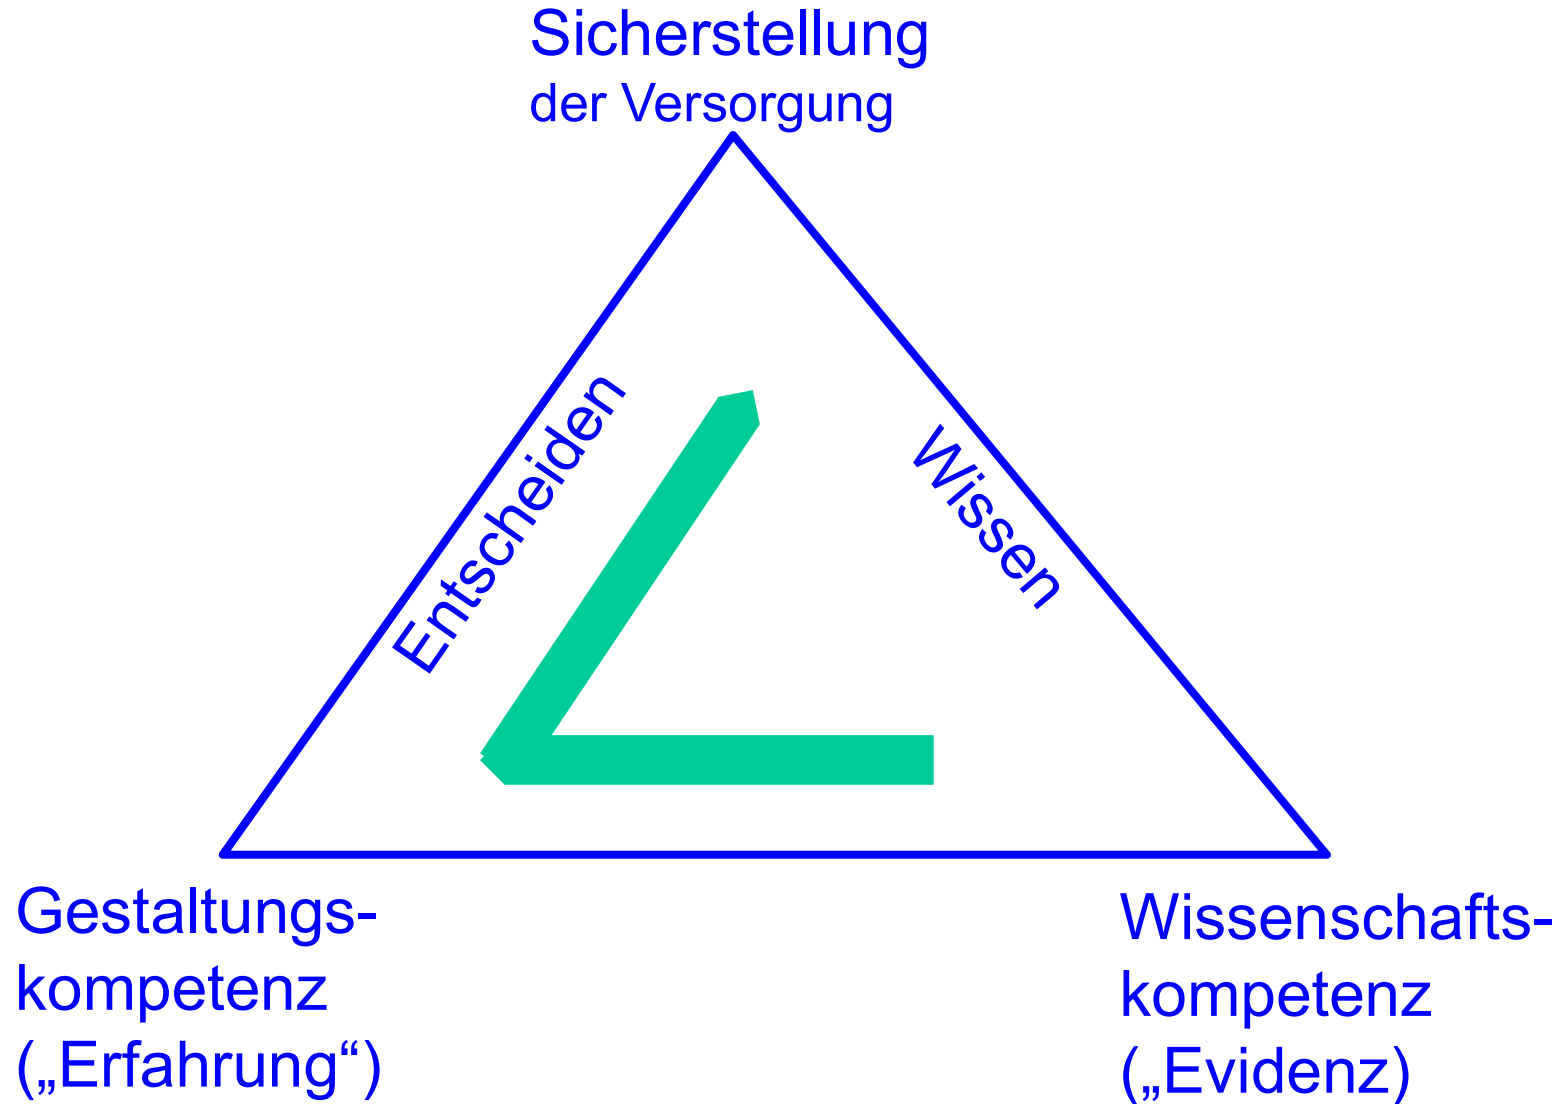 Sicherstellung
der Versorgung
Entscheiden
Wissen
Gestaltungs-
kompetenz
(„Erfahrung“)
Wissenschafts-
kompetenz
(„Evidenz)